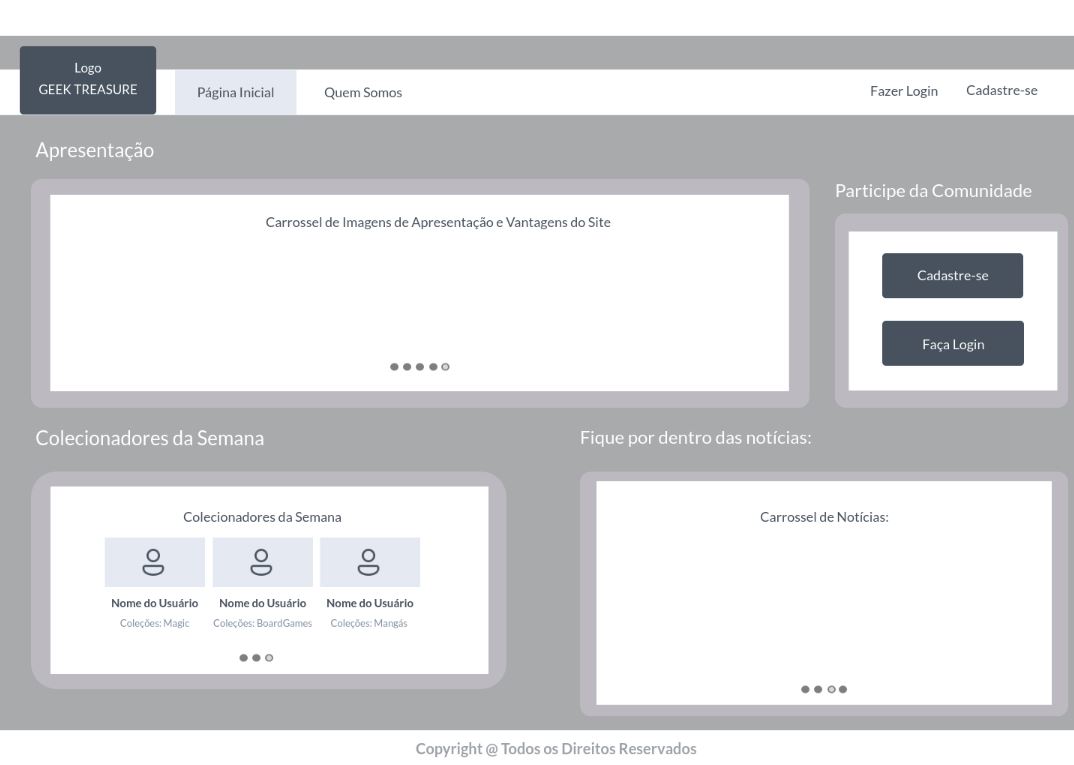 Logo
GEEK TREASURE
Página Inicial
Quem Somos
Fazer Login
Cadastre-se
Apresentação
Carrossel de Imagens de Apresentação e Vantagens do Site
Participe da Comunidade
Cadastre-se
Faça Login
Colecionadores da Semana
Colecionadores da Semana
Nome do Usuário
Coleções: Magic
Nome do Usuário
Coleções: BoardGames
Nome do Usuário
Coleções: Mangás
Fique por dentro das notícias:
Carrossel de Notícias:
Copyright @ Todos os Direitos Reservados